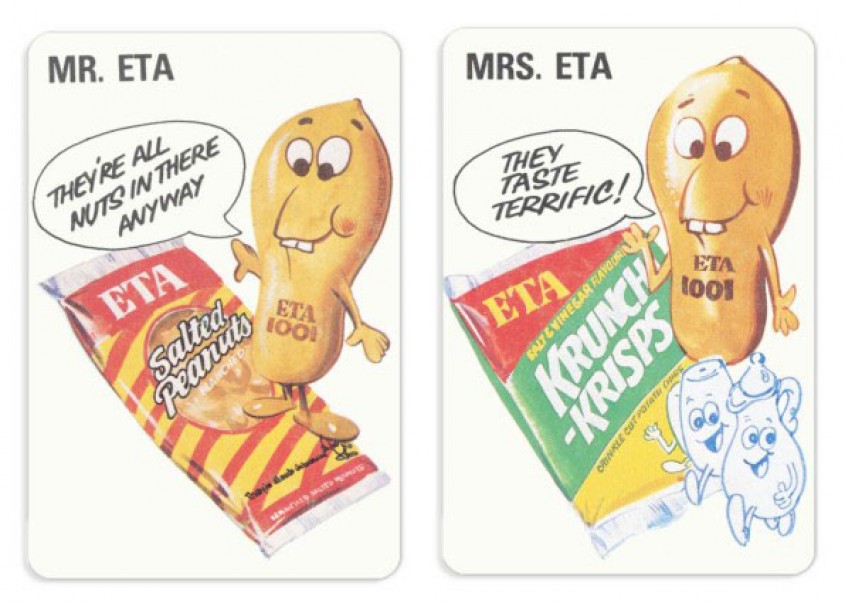 MR. ETA
THEY'RE ALL
NUTS IN THERE
ANYWAY
ETA
1001
ETA
Salted
Peanuts
MRS. ETA
THEY
TASTE
TERRIFIC!
ETA
1001
ETA
SALT & VINEGAR FLAVOURED
KRUNCH
-KRISPS
CRINKLE CUT POTATO CHIPS